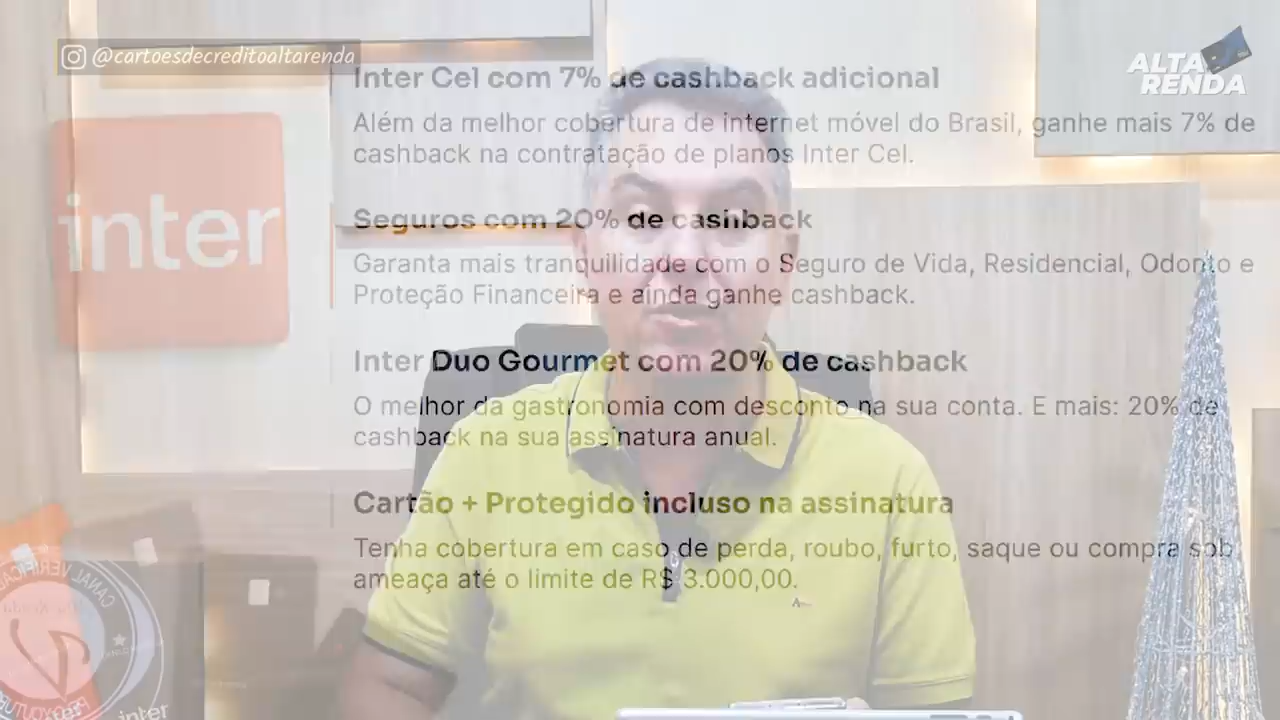 @cartoesdecreditoaltarenda
ALTA
RENDA
Inter Cel com 7% de cashback adicional
Além da melhor cobertura de internet móvel do Brasil, ganhe mais 7% de
cashback na contratação de planos Inter Cel.
inter
Seguros com 20% de cashback
Garanta mais tranquilidade com o Seguro de Vida, Residencial, Odonto e
Proteção Financeira e ainda ganhe cashback.
Inter Duo Gourmet com 20% de cashback
O melhor da gastronomia com desconto na sua conta. E mais: 20% de
cashback na sua assinatura anual.
Cartão + Protegido incluso na assinatura
Tenha cobertura em caso de perda, roubo, furto, saque ou compra sob
ameaça até o limite de R$ 3.000,00.
inter